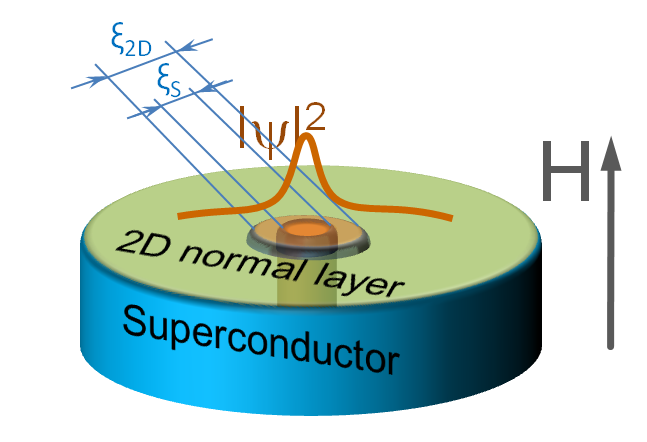 ξ2D
ξS
|ψ|²
H
2D normal layer
Superconductor